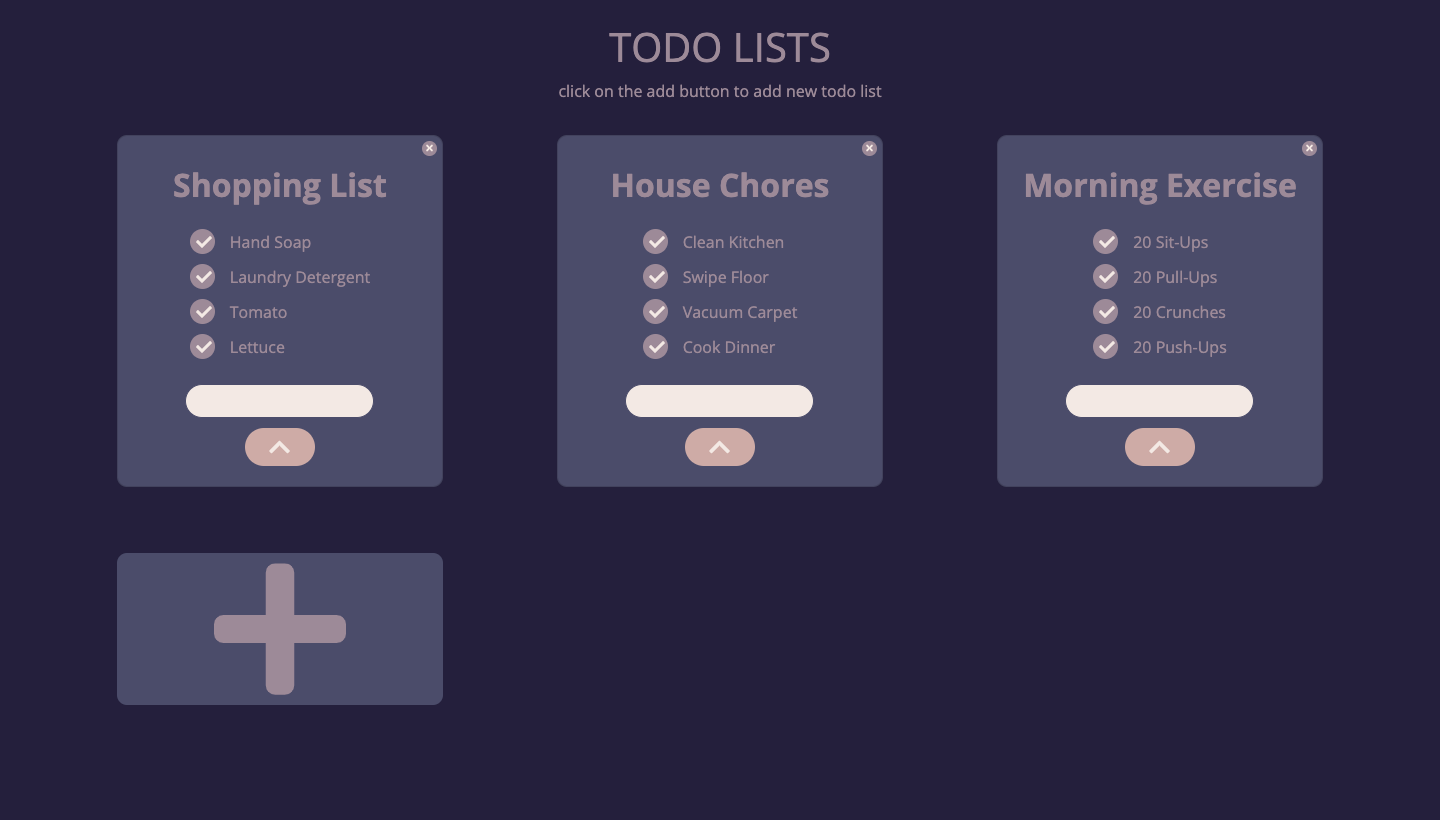 TODO LISTS
click on the add button to add new todo list
Shopping List
Hand Soap
Laundry Detergent
Tomato
Lettuce
House Chores
Clean Kitchen
Swipe Floor
Vacuum Carpet
Cook Dinner
Morning Exercise
20 Sit-Ups
20 Pull-Ups
20 Crunches
20 Push-Ups